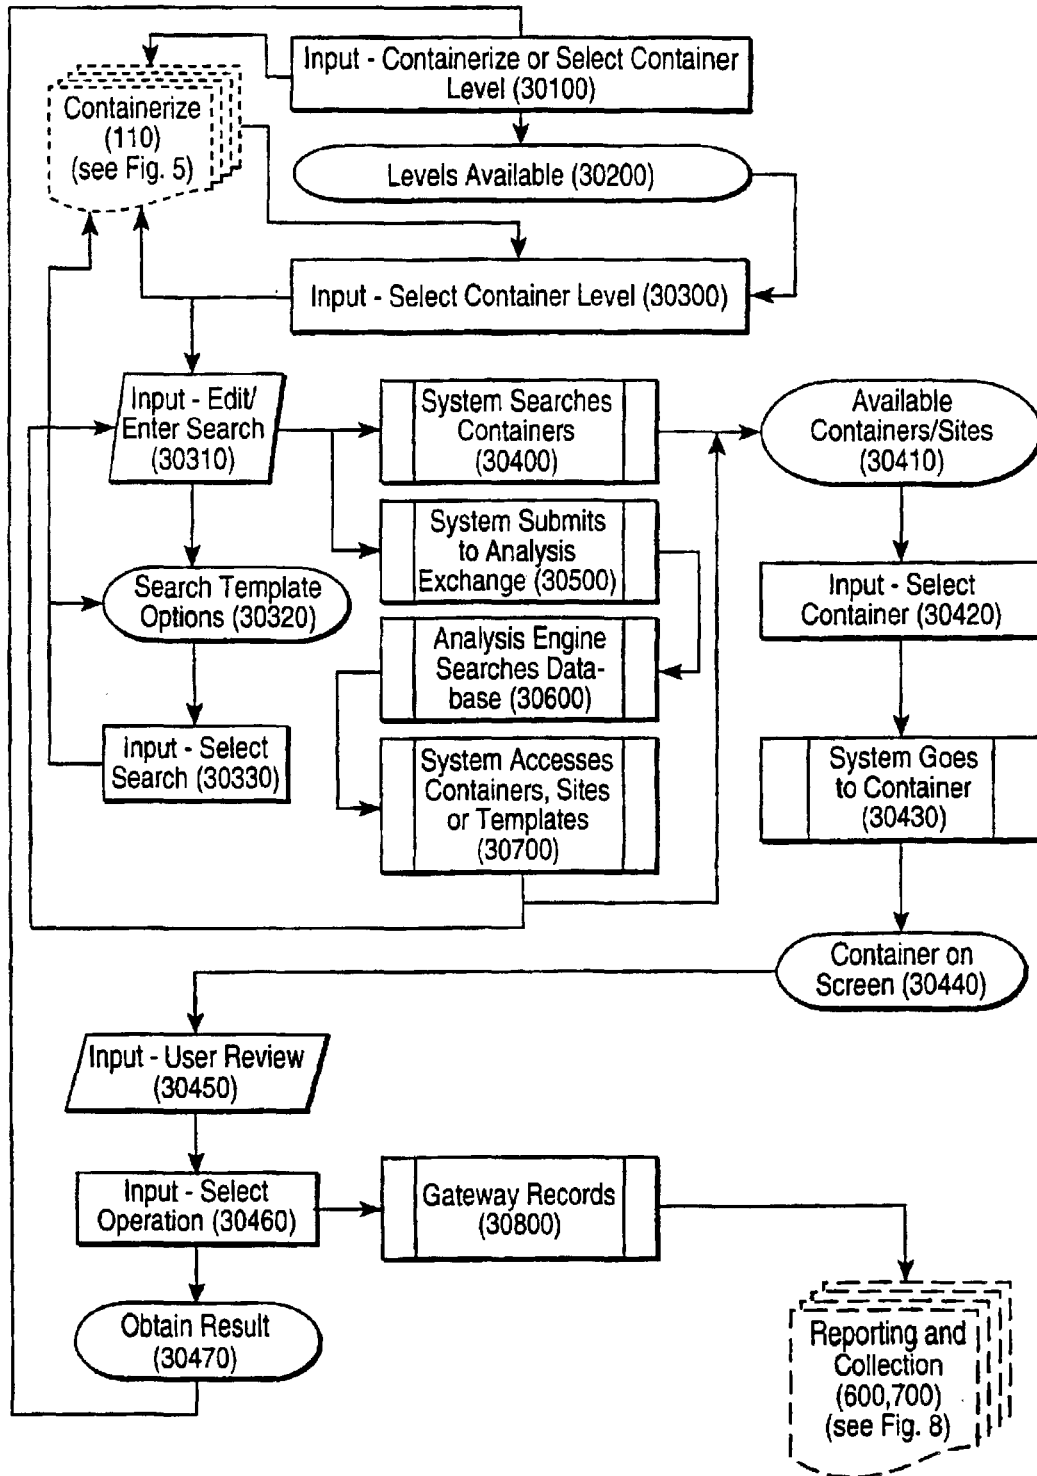 Input - Containerize or Select Container
Level (30100)
Containerize
(110)
(see Fig. 5)
Levels Available (30200)
Input - Select Container Level (30300)
Input - Edit/
Enter Search
(30310)
System Searches
Containers
(30400)
Available
Containers/Sites
(30410)
System Submits
to Analysis
Exchange (30500)
Search Template
Options (30320)
Input - Select
Container (30420)
Analysis Engine
Searches Data-
base (30600)
Input - Select
Search (30330)
System Accesses
Containers, Sites
or Templates
(30700)
System Goes
to Container
(30430)
Container on
Screen (30440)
Input - User Review
(30450)
Input - Select
Operation (30460)
Gateway Records
(30800)
Obtain Result
(30470)
Reporting and
Collection
(600,700)
(see Fig. 8)